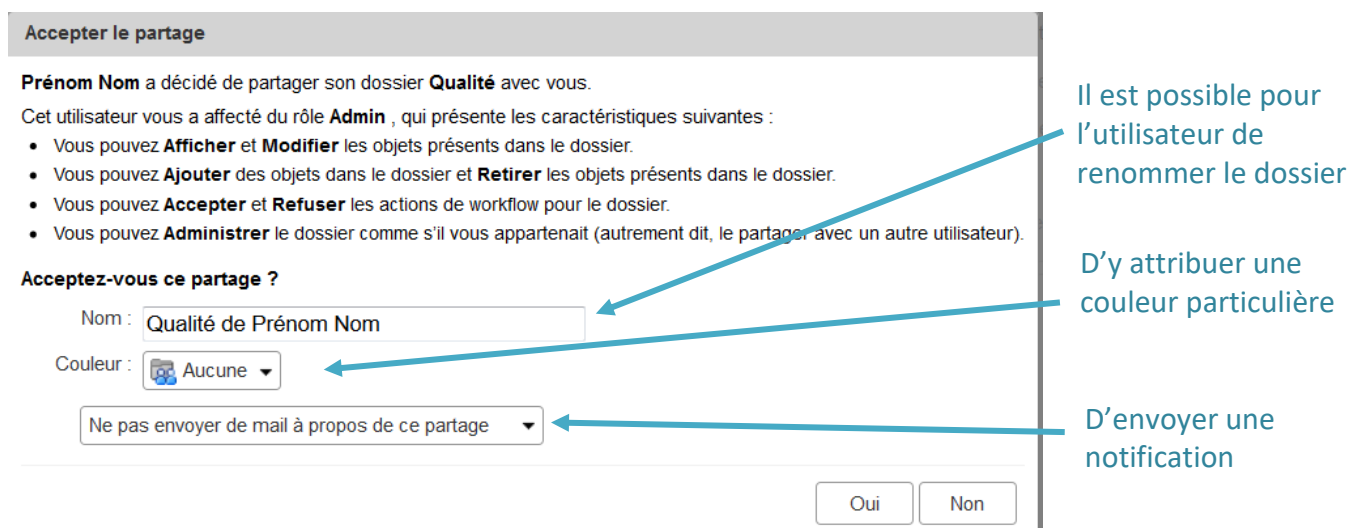 Accepter le partage
Prénom Nom a décidé de partager son dossier Qualité avec vous.
Cet utilisateur vous a affecté du rôle Admin , qui présente les caractéristiques suivantes :
• Vous pouvez Afficher et Modifier les objets présents dans le dossier.
• Vous pouvez Ajouter des objets dans le dossier et Retirer les objets présents dans le dossier.
• Vous pouvez Accepter et Refuser les actions de workflow pour le dossier.
• Vous pouvez Administrer le dossier comme s'il vous appartenait (autrement dit, le partager avec un autre utilisateur).
Acceptez-vous ce partage ?
Nom : Qualité de Prénom Nom
Couleur : Aucune
Ne pas envoyer de mail à propos de ce partage
Oui Non
Il est possible pour
l’utilisateur de
renommer le dossier
D’y attribuer une
couleur particulière
D’envoyer une
notification